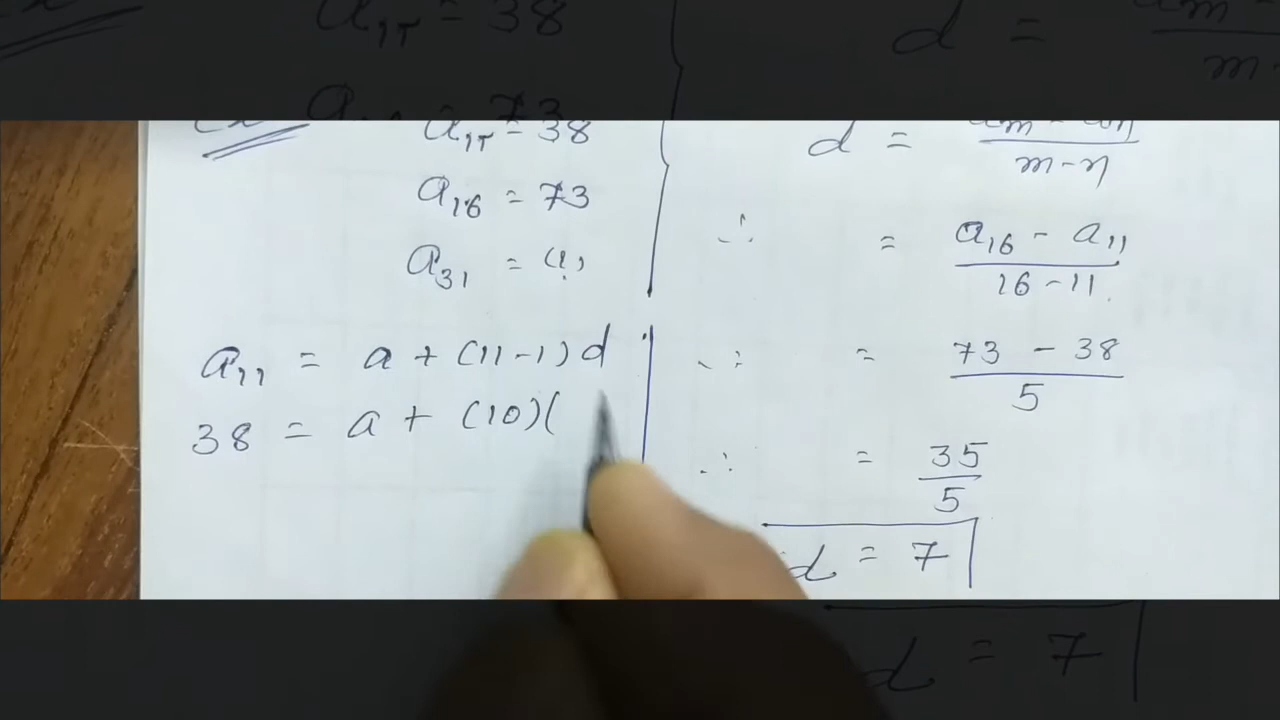 a₁₁ = 38
a₁₆ = 73
a₃₁ = (?)
a₁₁ = a + (11-1) d
38 = a + (10)(
d = aₘ - aₙ / m-n
∴ = a₁₆ - a₁₁ / 16-11
∴ = 73 - 38 / 5
∴ = 35 / 5
d = 7